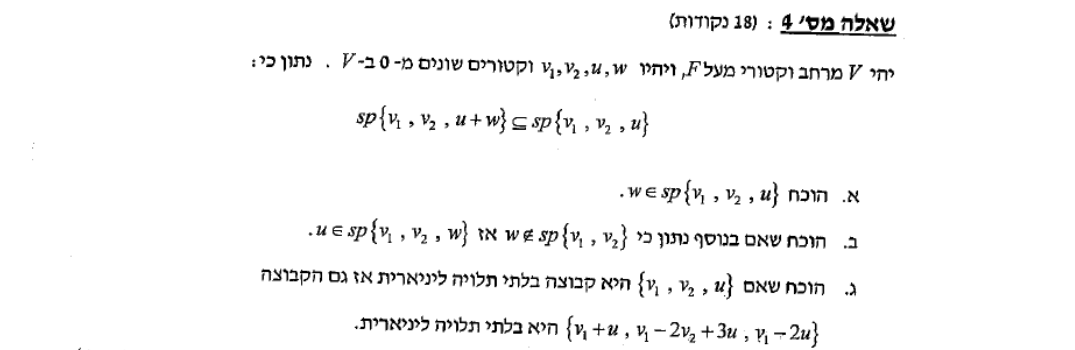 שאלה מס' 4 : (18 נקודות)
יהי V מרחב וקטורי מעל F, ויהיו v₁,v₂,u,w וקטורים שונים מ-0 ב-V . נתון כי:
sp{v₁ , v₂ , u+w} ⊆ sp{v₁ , v₂ , u}
א. הוכח w ∈ sp{v₁ , v₂ , u}.
ב. הוכח שאם בנוסף נתון כי w ∉ sp{v₁ , v₂} אז u ∈ sp{v₁ , v₂ , w}.
ג. הוכח שאם {v₁ , v₂ , u} היא קבוצה בלתי תלויה ליניארית אז גם הקבוצה
{v₁+u , v₁−2v₂+3u , v₁−2u} היא בלתי תלויה ליניארית.